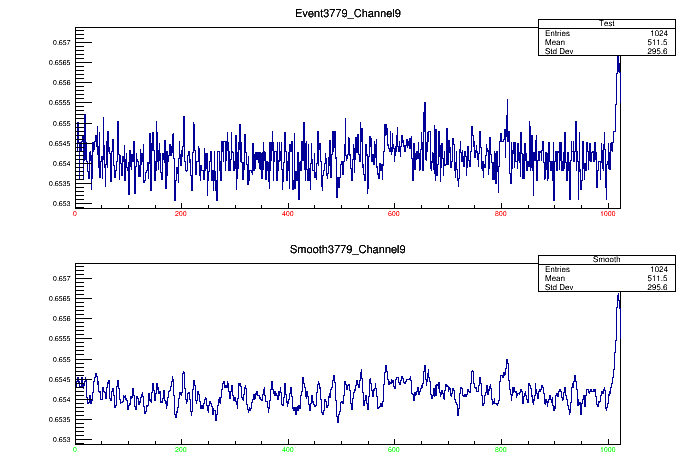 Event3779_Channel9
Test
Entries 1024
Mean 511.5
Std Dev 295.6
0.657
0.6565
0.656
0.6555
0.655
0.6545
0.654
0.6535
0.653
0 200 400 600 800 1000
Smooth3779_Channel9
Smooth
Entries 1024
Mean 511.5
Std Dev 295.6
0.657
0.6565
0.656
0.6555
0.655
0.6545
0.654
0.6535
0.653
0 200 400 600 800 1000